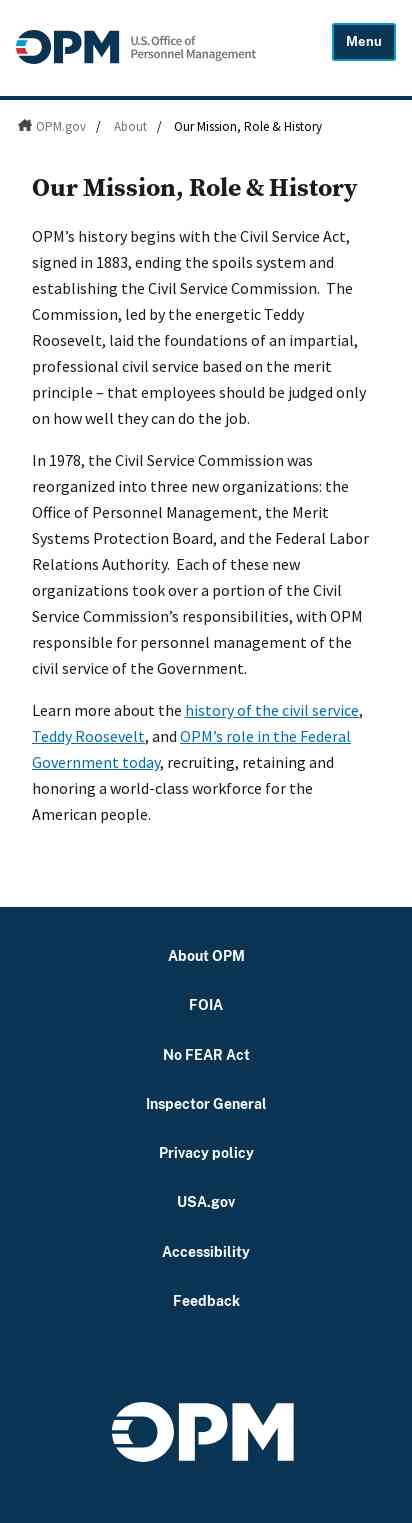 OPM U.S. Office of
Personnel Management
Menu
OPM.gov / About / Our Mission, Role & History
Our Mission, Role & History
OPM’s history begins with the Civil Service Act,
signed in 1883, ending the spoils system and
establishing the Civil Service Commission.  The
Commission, led by the energetic Teddy
Roosevelt, laid the foundations of an impartial,
professional civil service based on the merit
principle – that employees should be judged only
on how well they can do the job.
In 1978, the Civil Service Commission was
reorganized into three new organizations: the
Office of Personnel Management, the Merit
Systems Protection Board, and the Federal Labor
Relations Authority.  Each of these new
organizations took over a portion of the Civil
Service Commission’s responsibilities, with OPM
responsible for personnel management of the
civil service of the Government.
Learn more about the history of the civil service,
Teddy Roosevelt, and OPM’s role in the Federal
Government today, recruiting, retaining and
honoring a world-class workforce for the
American people.
About OPM
FOIA
No FEAR Act
Inspector General
Privacy policy
USA.gov
Accessibility
Feedback
OPM